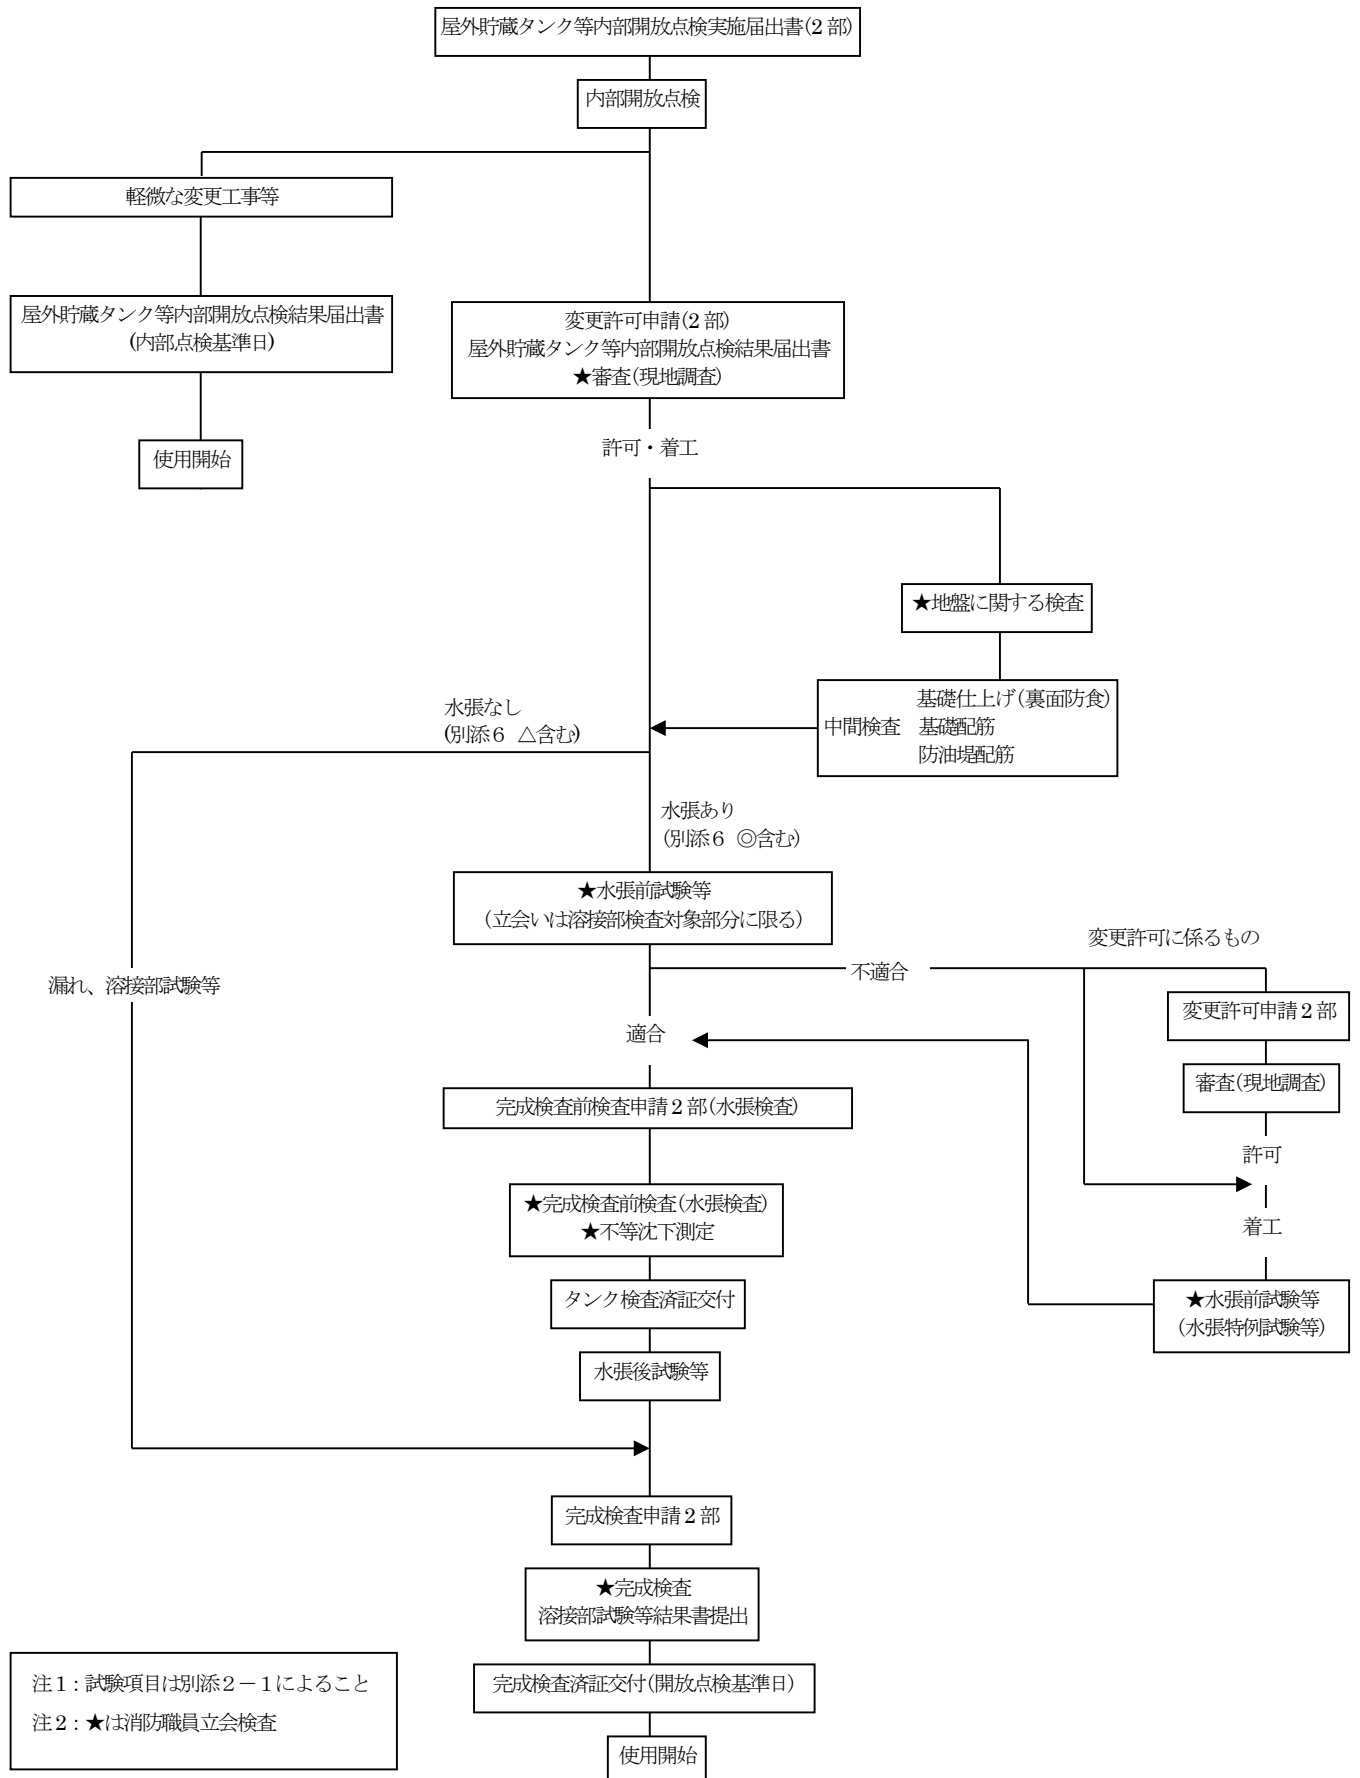 屋外貯蔵タンク等内部開放点検実施届出書(2 部)
内部開放点検
軽微な変更工事等
屋外貯蔵タンク等内部開放点検結果届出書
(内部点検基準日)
使用開始
変更許可申請(2 部)
屋外貯蔵タンク等内部開放点検結果届出書
★審査(現地調査)
許可・着工
★地盤に関する検査
基礎仕上げ(裏面防食)
中間検査 基礎配筋
防油堤配筋
水張なし
(別添６ △含む)
水張あり
(別添６ ◎含む)
★水張前試験等
(立会いは溶接部検査対象部分に限る)
変更許可に係るもの
不適合
漏れ、溶接部試験等
変更許可申請２部
適合
審査(現地調査)
完成検査前検査申請２部(水張検査)
許可
★完成検査前検査(水張検査)
★不等沈下測定
着工
タンク検査済証交付
★水張前試験等
(水張特例試験等)
水張後試験等
完成検査申請２部
★完成検査
溶接部試験等結果書提出
完成検査済証交付(開放点検基準日)
使用開始
注１：試験項目は別添２－１によること
注２：★は消防職員立会検査